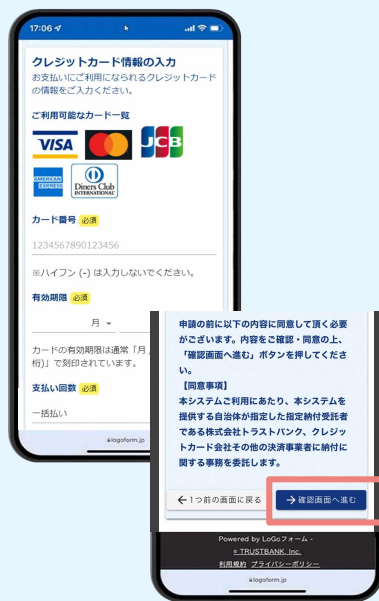 17:06
クレジットカード情報の入力
お支払いにご利用になられるクレジットカード
の情報をご入力ください。
ご利用可能なカード一覧
VISA
JCB
AMERICAN
EXPRESS
Diners Club
INTERNATIONAL
カード番号 必須
1234567890123456
※ハイフン (-) は入力しないでください。
有効期限 必須
月
カードの有効期限は通常「月
桁)」で刻印されています。
支払い回数 必須
一括払い
logoform.jp
申請の前に以下の内容に同意して頂く必要
がございます。内容をご確認・同意の上、
「確認画面へ進む」ボタンを押してくださ
い。
【同意事項】
本システムご利用にあたり、本システムを
提供する自治体が指定した指定納付受託者
である株式会社トラストバンク、クレジッ
トカード会社その他の決済事業者に納付に
関する事務を委託します。
←1つ前の画面に戻る
→確認画面へ進む
Powered by LoGoフォーム -
© TRUSTBANK, Inc.
利用規約 プライバシーポリシー
logoform.jp